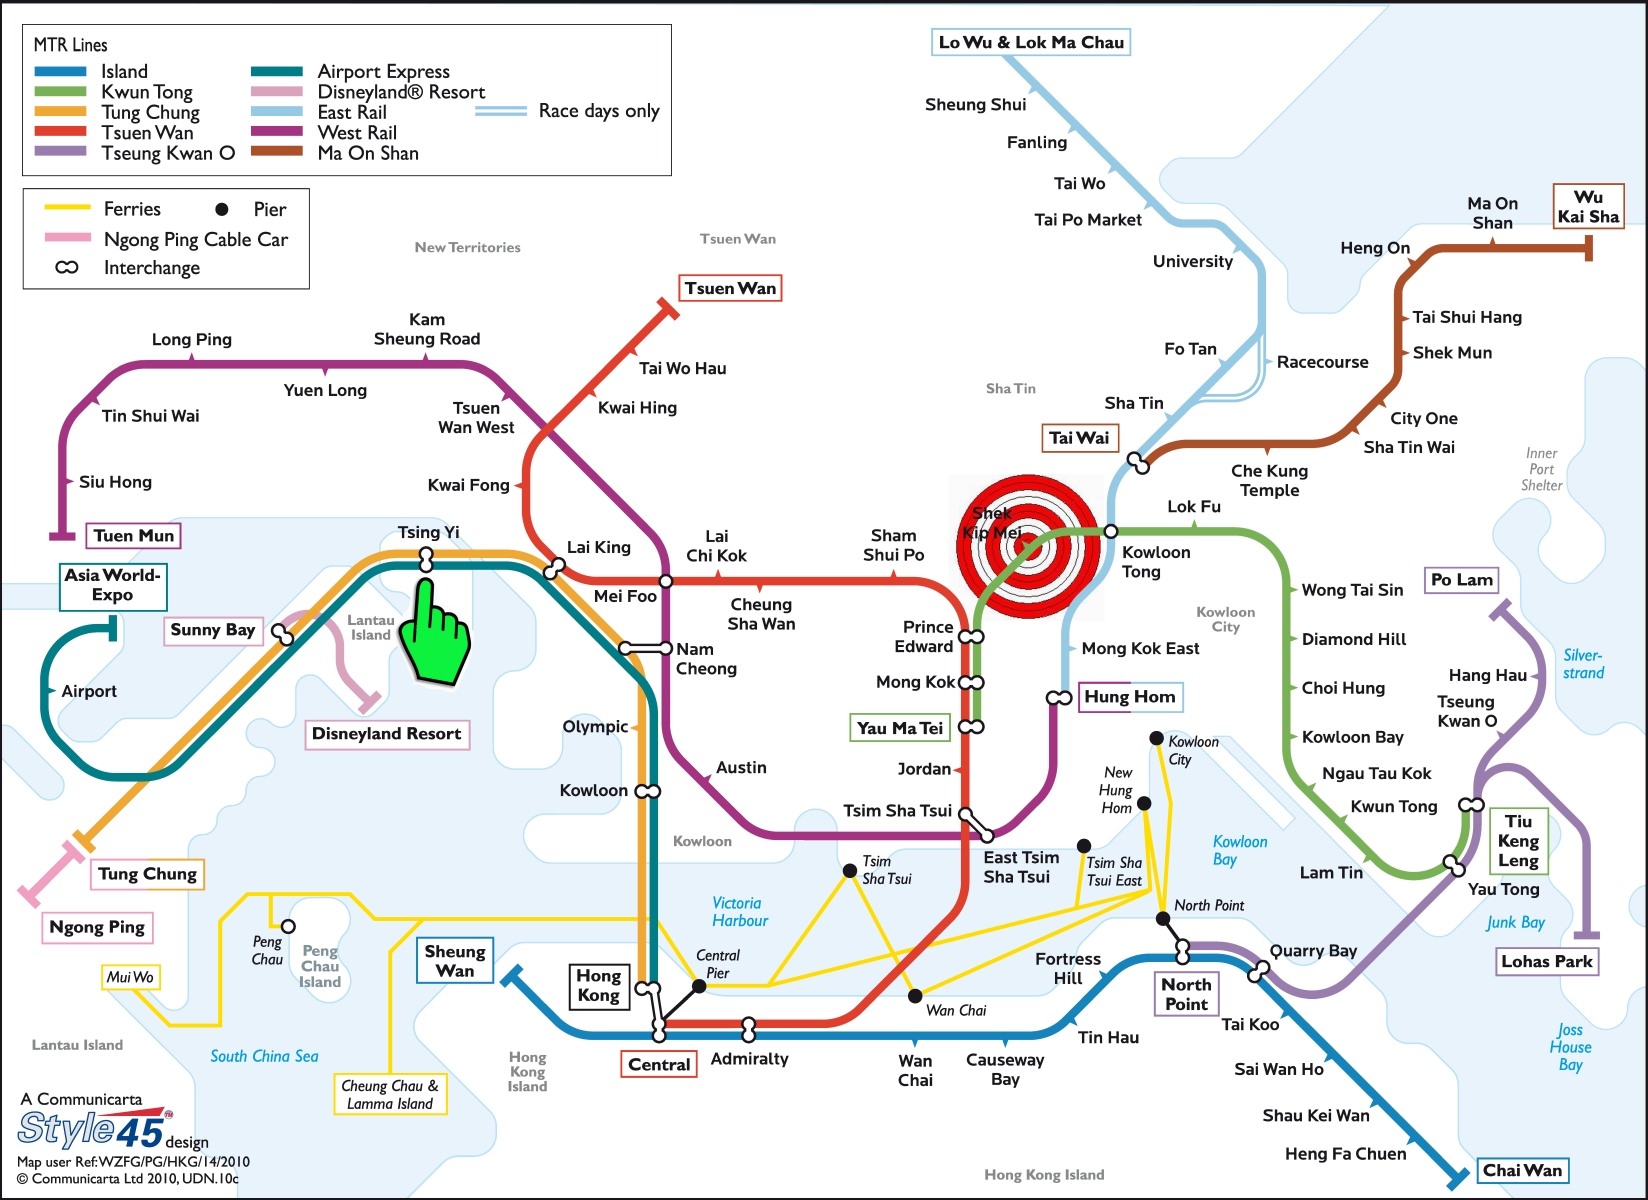 MTR Lines
Island
Kwun Tong
Tung Chung
Tsuen Wan
Tseung Kwan O
Airport Express
Disneyland® Resort
East Rail
West Rail
Ma On Shan
Race days only
Ferries
Pier
Ngong Ping Cable Car
Interchange
New Territories
Tsuen Wan
Tsuen Wan
Lo Wu & Lok Ma Chau
Sheung Shui
Fanling
Tai Wo
Tai Po Market
University
Fo Tan
Racecourse
Sha Tin
Sha Tin
Tai Wai
Wu
Kai Sha
Ma On
Shan
Heng On
Tai Shui Hang
Shek Mun
City One
Sha Tin Wai
Che Kung
Temple
Long Ping
Kam
Sheung Road
Yuen Long
Tin Shui Wai
Siu Hong
Tuen Mun
Tsuen
Wan West
Tai Wo Hau
Kwai Hing
Kwai Fong
Tsing Yi
Lai King
Mei Foo
Lai
Chi Kok
Cheung
Sha Wan
Sham
Shui Po
Shek
Kip Mei
Lok Fu
Kowloon
Tong
Kowloon
City
Wong Tai Sin
Diamond Hill
Choi Hung
Kowloon Bay
Ngau Tau Kok
Kwun Tong
Lam Tin
Yau Tong
Tiu
Keng
Leng
Inner
Port
Shelter
Po Lam
Hang Hau
Tseung
Kwan O
Silver-
strand
Lohas Park
Junk Bay
Joss
House
Bay
Asia World-
Expo
Airport
Sunny Bay
Lantau
Island
Disneyland Resort
Tung Chung
Ngong Ping
Nam
Cheong
Olympic
Kowloon
Austin
Kowloon
Prince
Edward
Mong Kok
Yau Ma Tei
Jordan
Tsim Sha Tsui
East Tsim
Sha Tsui
Mong Kok East
Hung Hom
Kowloon
City
New
Hung
Hom
Tsim Sha
Tsui East
Kowloon
Bay
Tsim
Sha Tsui
Victoria
Harbour
North Point
Central
Pier
Wan Chai
Peng
Chau
Peng
Chau
Island
Mui Wo
Cheung Chau &
Lamma Island
Lantau Island
South China Sea
Sheung
Wan
Hong
Kong
Central
Admiralty
Hong
Kong
Island
Wan
Chai
Causeway
Bay
Tin Hau
Fortress
Hill
North
Point
Quarry Bay
Tai Koo
Sai Wan Ho
Shau Kei Wan
Heng Fa Chuen
Chai Wan
Hong Kong Island
A Communicarta
Style45™ design
Map user Ref:WZFG/PG/HKG/14/2010
© Communicarta Ltd 2010, UDN.10c